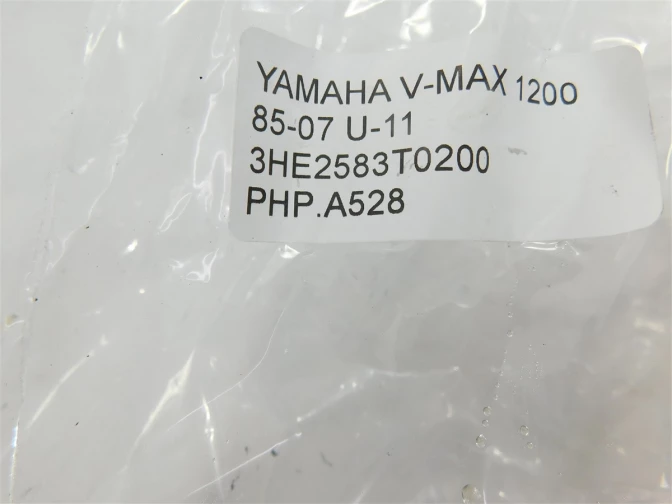 YAMAHA V-MAX 1200
85-07 U-11
3HE2583T0200
PHP.A528